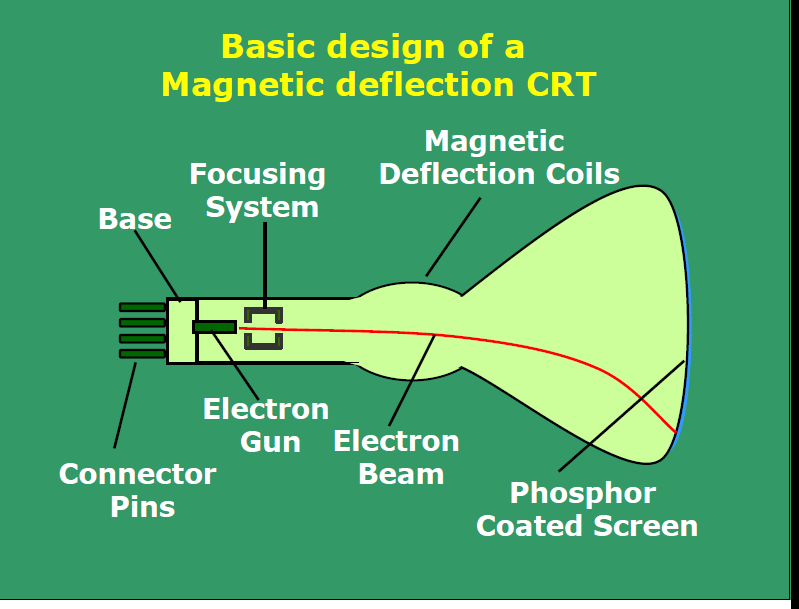 Basic design of a
Magnetic deflection CRT
Magnetic
Deflection Coils
Focusing
System
Base
Electron
Gun
Electron
Beam
Connector
Pins
Phosphor
Coated Screen